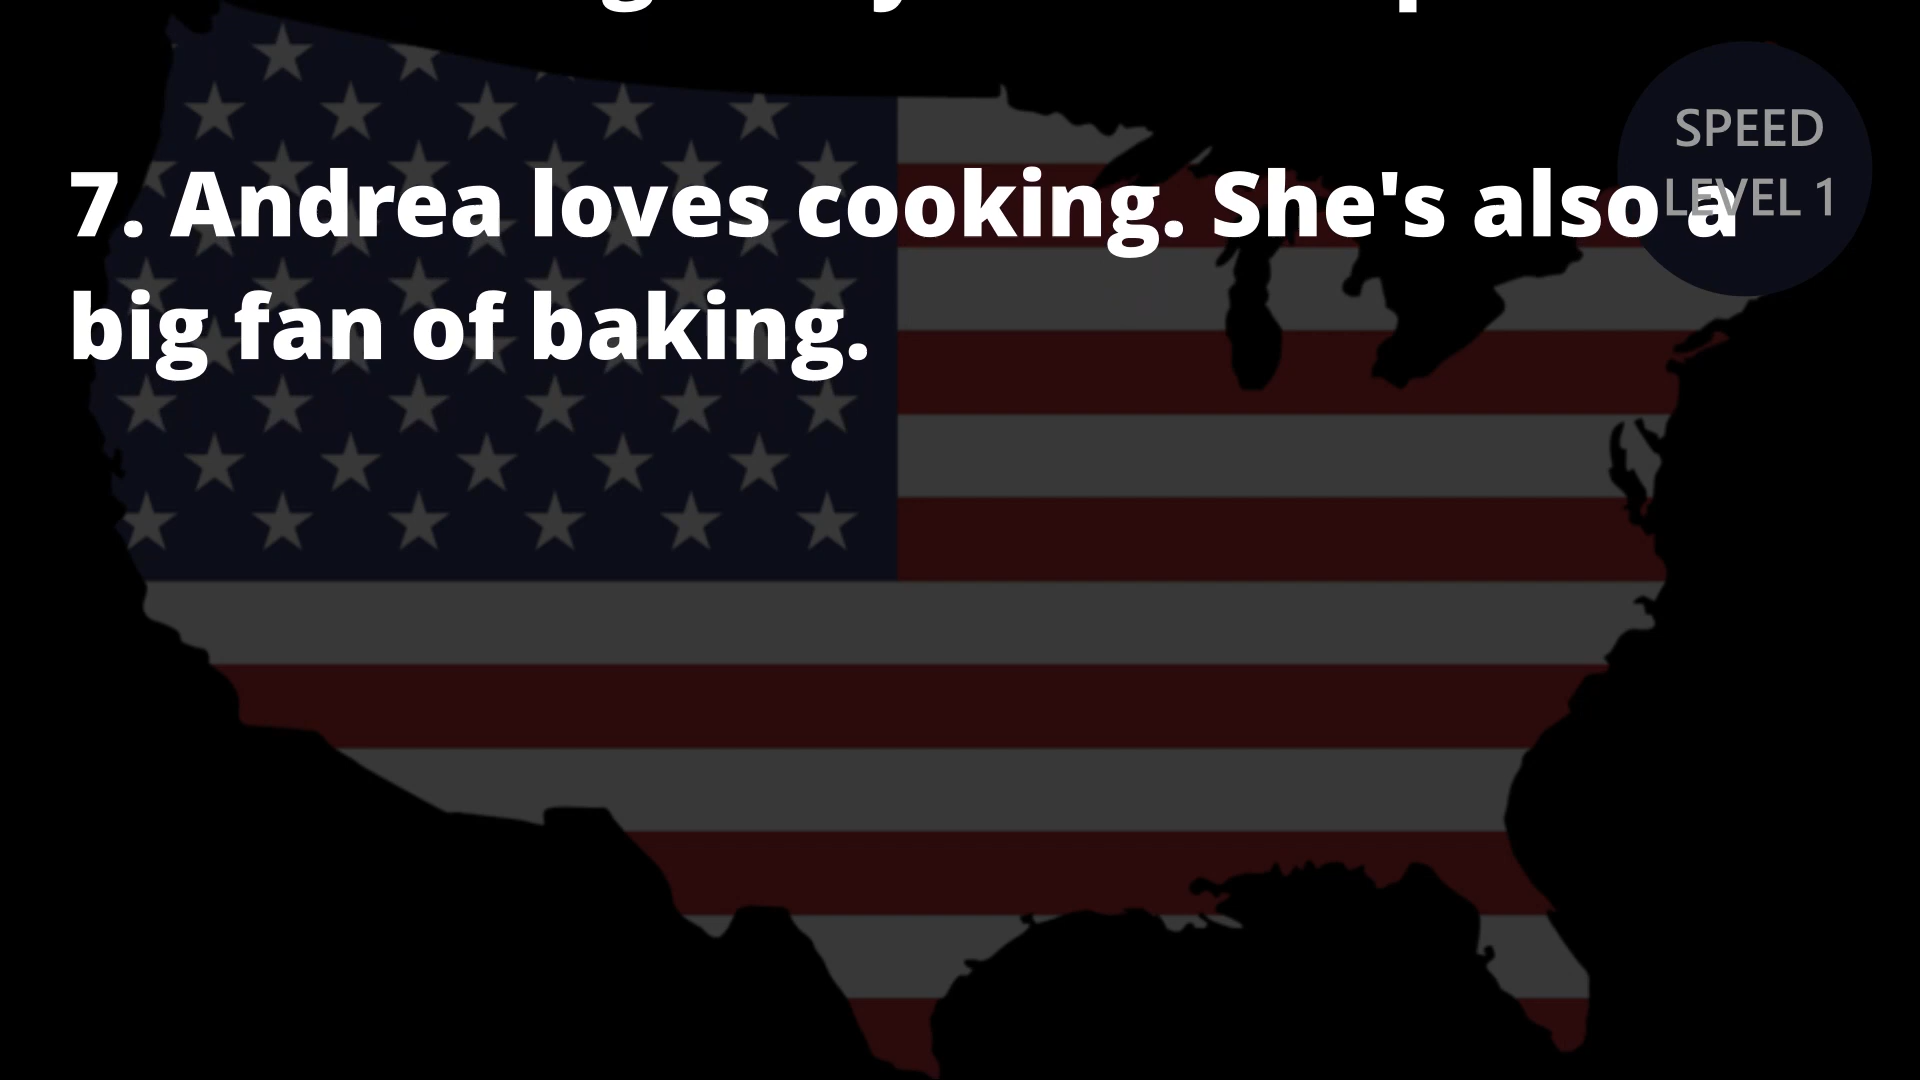 SPEED
LEVEL 1
7. Andrea loves cooking. She's also a
big fan of baking.